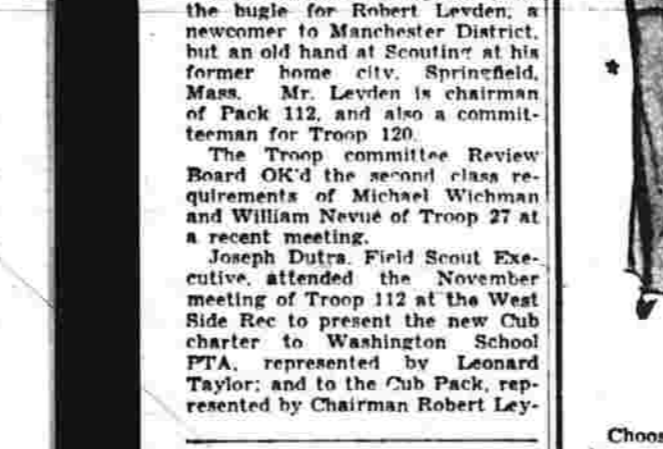 the bugle for Robert Leyden, a
newcomer to Manchester District,
but an old hand at Scouting at his
former home city, Springfield,
Mass. Mr. Leyden is chairman
of Pack 112, and also a commit-
teeman for Troop 120.
The Troop committee Review
Board OK'd the second class re-
quirements of Michael Wichman
and William Nevue of Troop 27 at
a recent meeting.
Joseph Dutra, Field Scout Exe-
cutive, attended the November
meeting of Troop 112 at the West
Side Rec to present the new Cub
charter to Washington School
PTA, represented by Leonard
Taylor; and to the Cub Pack, rep-
resented by Chairman Robert Ley-
Choos